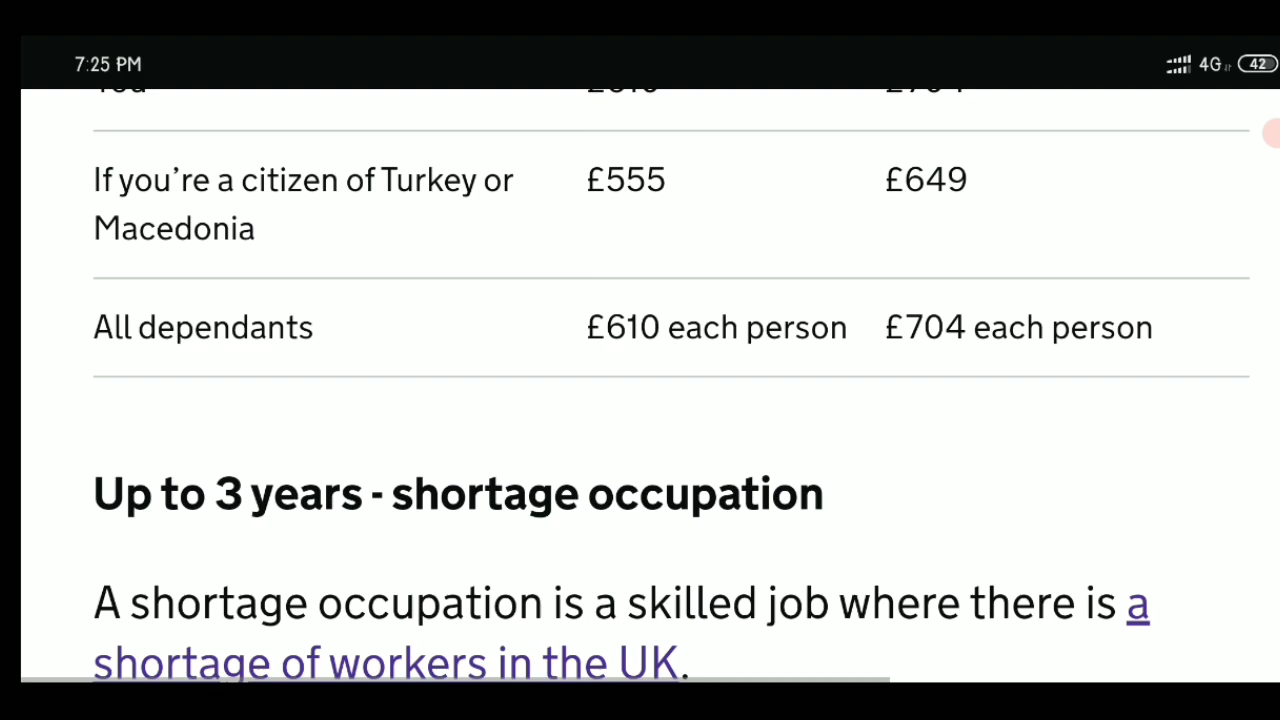 7:25 PM 4G 42
If you're a citizen of Turkey or £555 £649
Macedonia
All dependants £610 each person £704 each person
Up to 3 years - shortage occupation
A shortage occupation is a skilled job where there is a
shortage of workers in the UK.